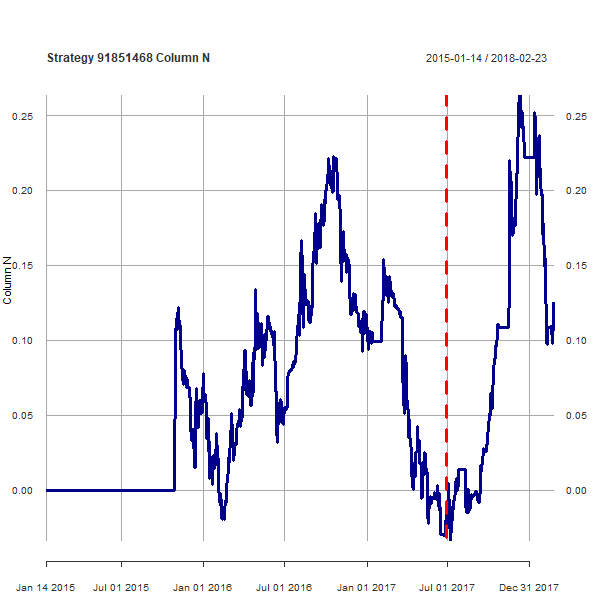 Strategy 91851468 Column N
2015-01-14 / 2018-02-23
0.25
0.25
0.20
0.20
0.15
0.15
Column N
0.10
0.10
0.05
0.05
0.00
0.00
Jan 14 2015
Jul 01 2015
Jan 01 2016
Jul 01 2016
Jan 01 2017
Jul 01 2017
Dec 31 2017